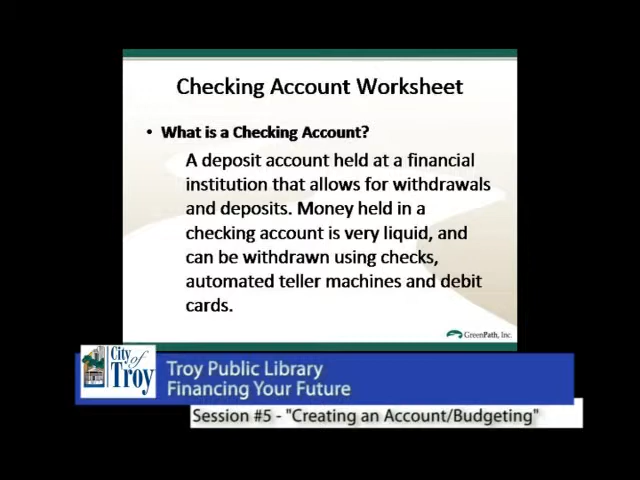 Checking Account Worksheet
• What is a Checking Account?
A deposit account held at a financial
institution that allows for withdrawals
and deposits. Money held in a
checking account is very liquid, and
can be withdrawn using checks,
automated teller machines and debit
cards.
GreenPath, Inc.
City of
Troy
Troy Public Library
Financing Your Future
Session #5 - "Creating an Account/Budgeting"